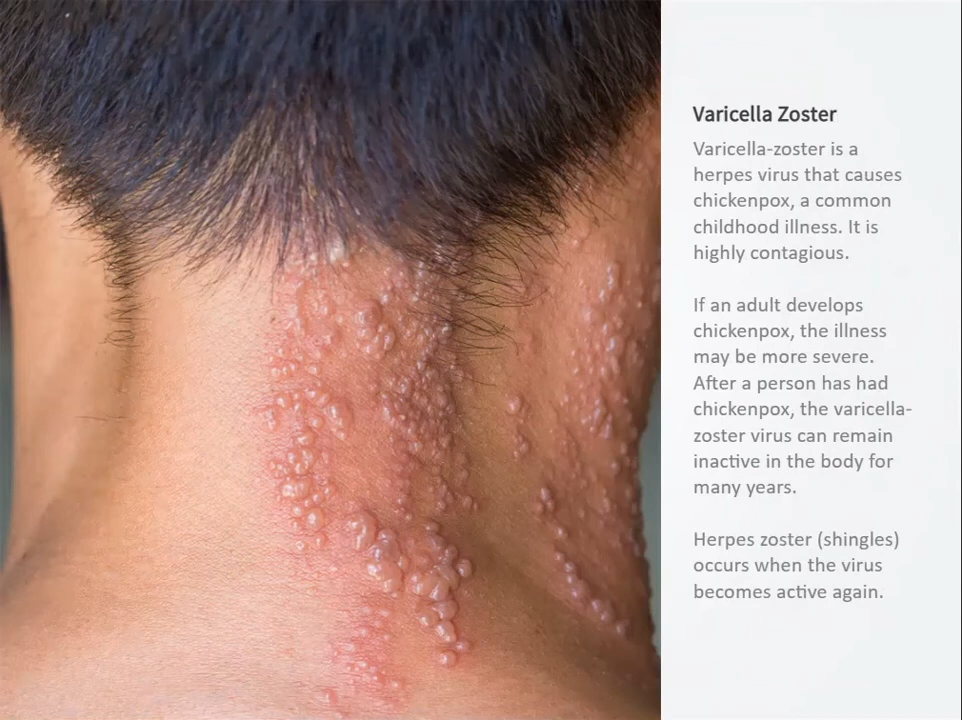 Varicella Zoster
Varicella-zoster is a
herpes virus that causes
chickenpox, a common
childhood illness. It is
highly contagious.
If an adult develops
chickenpox, the illness
may be more severe.
After a person has had
chickenpox, the varicella-
zoster virus can remain
inactive in the body for
many years.
Herpes zoster (shingles)
occurs when the virus
becomes active again.